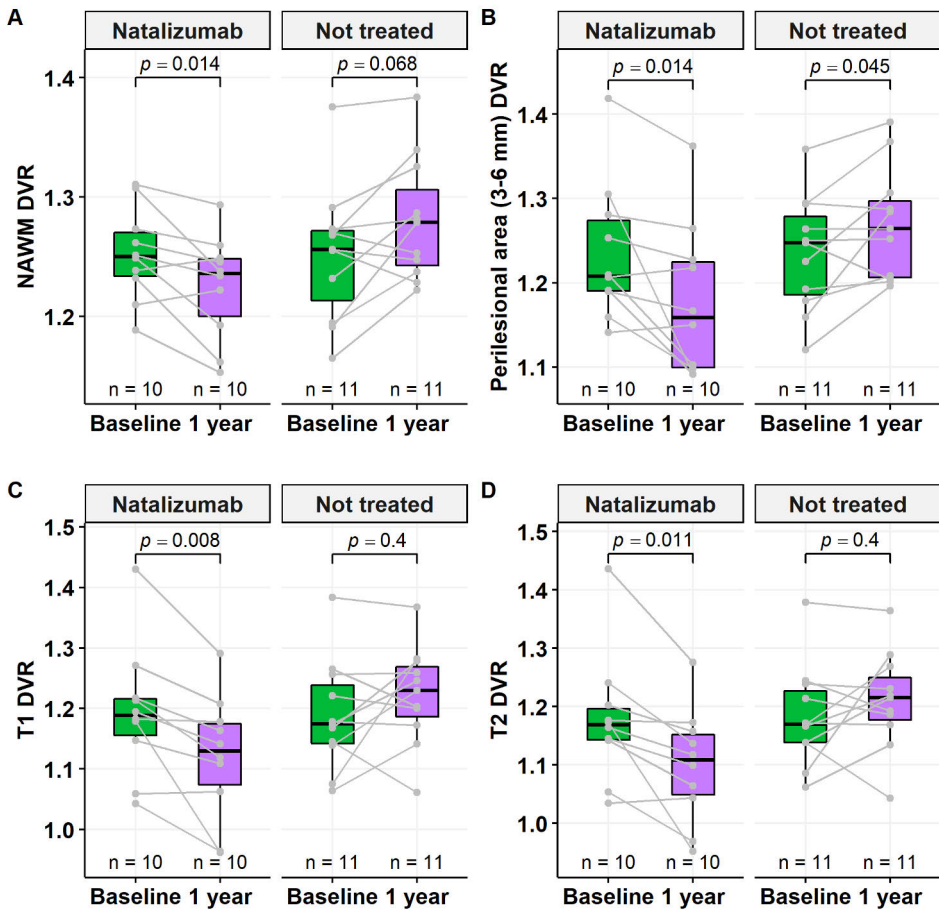 A
Natalizumab
Not treated
p = 0.014
p = 0.068
1.4
1.3
1.2
NAWM DVR
n = 10
n = 10
n = 11
n = 11
Baseline 1 year
Baseline 1 year
B
Natalizumab
Not treated
p = 0.014
p = 0.045
1.4
1.3
1.2
1.1
Perilesional area (3-6 mm) DVR
n = 10
n = 10
n = 11
n = 11
Baseline 1 year
Baseline 1 year
C
Natalizumab
Not treated
1.5
p = 0.008
p = 0.4
1.4
1.3
1.2
1.1
1.0
T1 DVR
n = 10
n = 10
n = 11
n = 11
Baseline 1 year
Baseline 1 year
D
Natalizumab
Not treated
1.5
p = 0.011
p = 0.4
1.4
1.3
1.2
1.1
1.0
T2 DVR
n = 10
n = 10
n = 11
n = 11
Baseline 1 year
Baseline 1 year